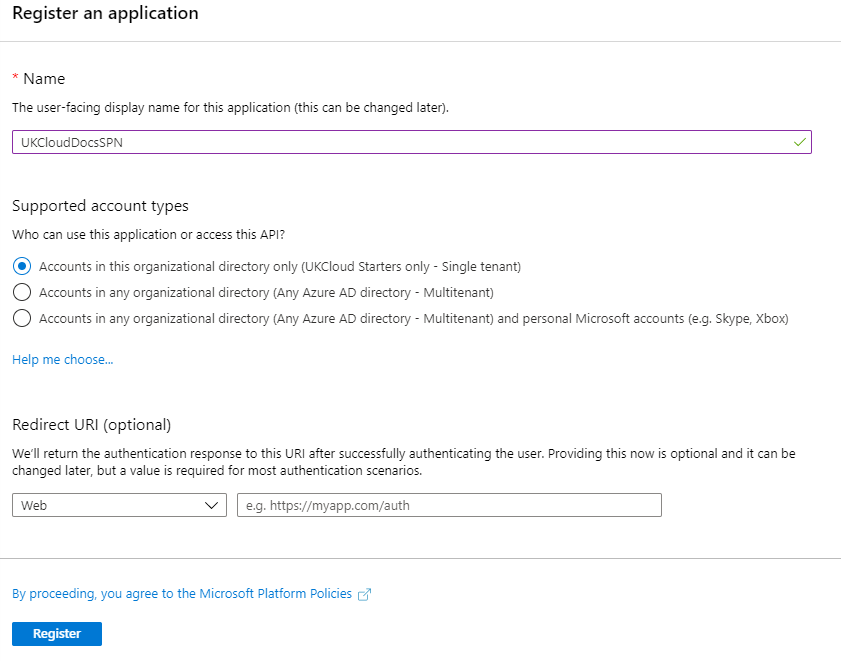 Register an application
* Name
The user-facing display name for this application (this can be changed later).
UKCloudDocsSPN
Supported account types
Who can use this application or access this API?
Accounts in this organizational directory only (UKCloud Starters only - Single tenant)
Accounts in any organizational directory (Any Azure AD directory - Multitenant)
Accounts in any organizational directory (Any Azure AD directory - Multitenant) and personal Microsoft accounts (e.g. Skype, Xbox)
Help me choose...
Redirect URI (optional)
We'll return the authentication response to this URI after successfully authenticating the user. Providing this now is optional and it can be
changed later, but a value is required for most authentication scenarios.
Web
e.g. https://myapp.com/auth
By proceeding, you agree to the Microsoft Platform Policies
Register